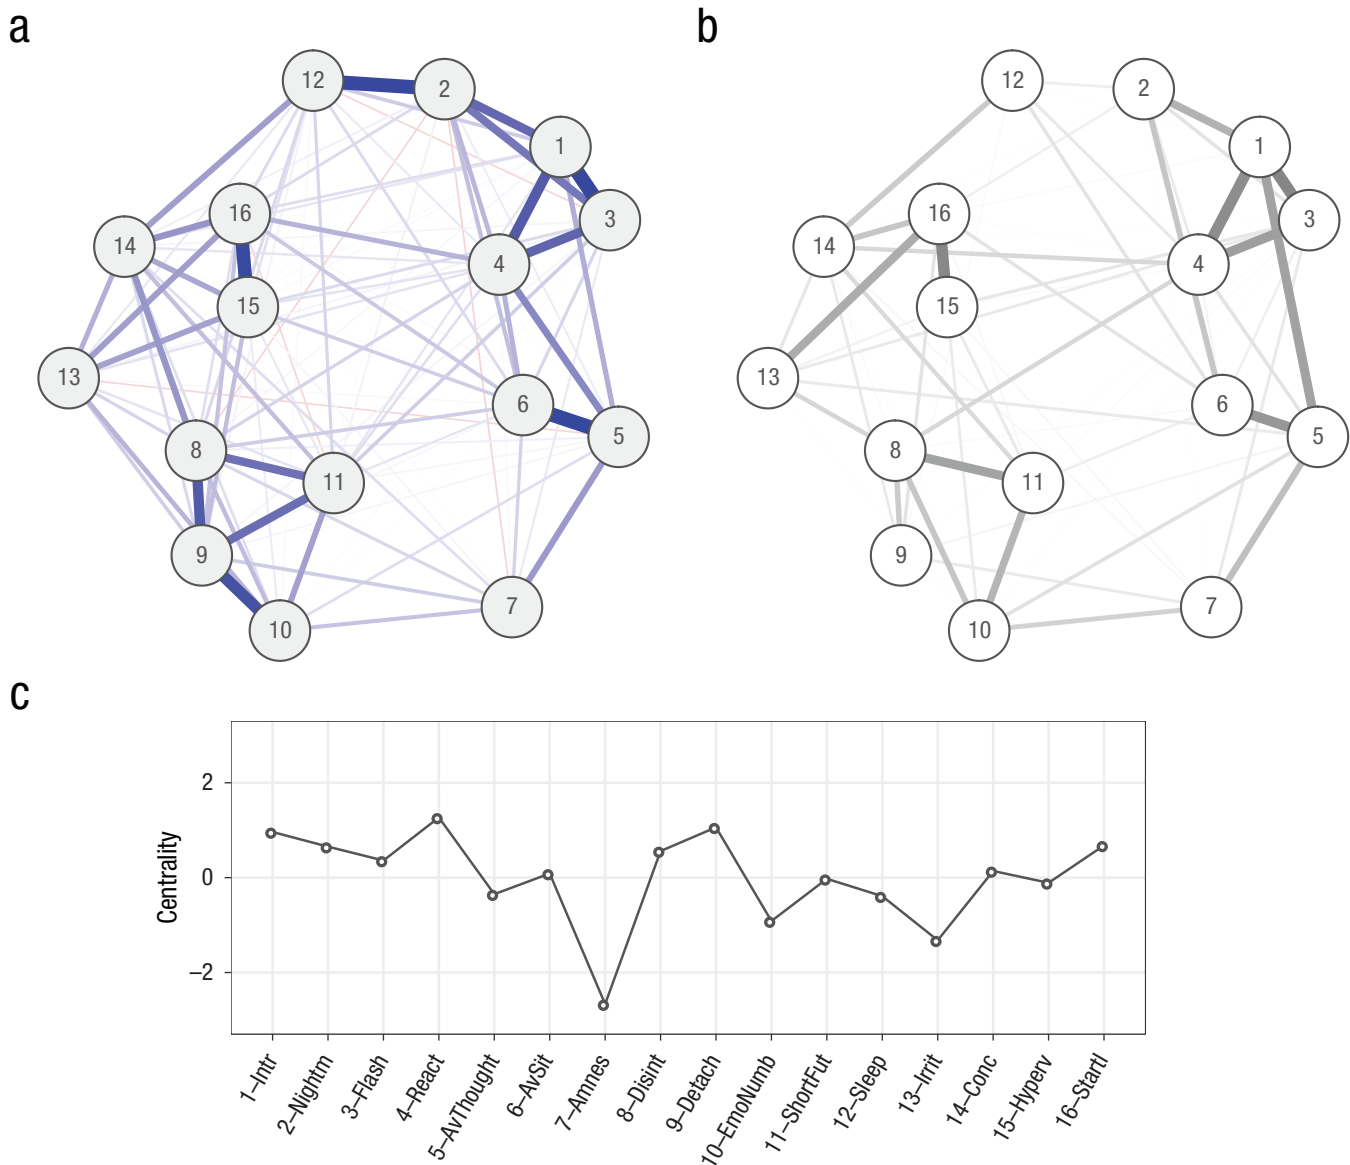 a
b
12
2
1
3
16
14
4
15
13
6
5
8
11
9
7
10
12
2
1
3
16
14
4
15
13
6
5
8
11
9
7
10
c
Centrality
2
0
–2
1–Intr
2–Nightm
3–Flash
4–React
5–AvThought
6–AvSit
7–Amnes
8–Disint
9–Detach
10–EmoNumb
11–ShortFut
12–Sleep
13–Irrit
14–Conc
15–Hyperv
16–Startl